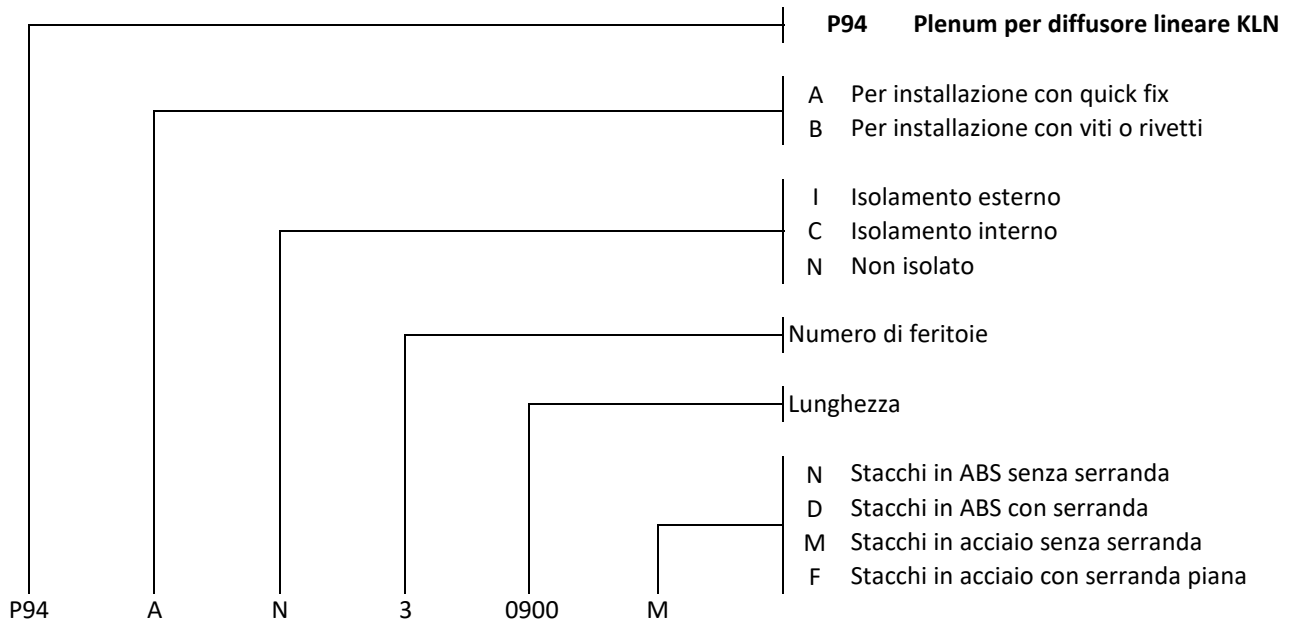 P94 Plenum per diffusore lineare KLN
A Per installazione con quick fix
B Per installazione con viti o rivetti
I Isolamento esterno
C Isolamento interno
N Non isolato
Numero di feritoie
Lunghezza
N Stacchi in ABS senza serranda
D Stacchi in ABS con serranda
M Stacchi in acciaio senza serranda
F Stacchi in acciaio con serranda piana
P94 A N 3 0900 M